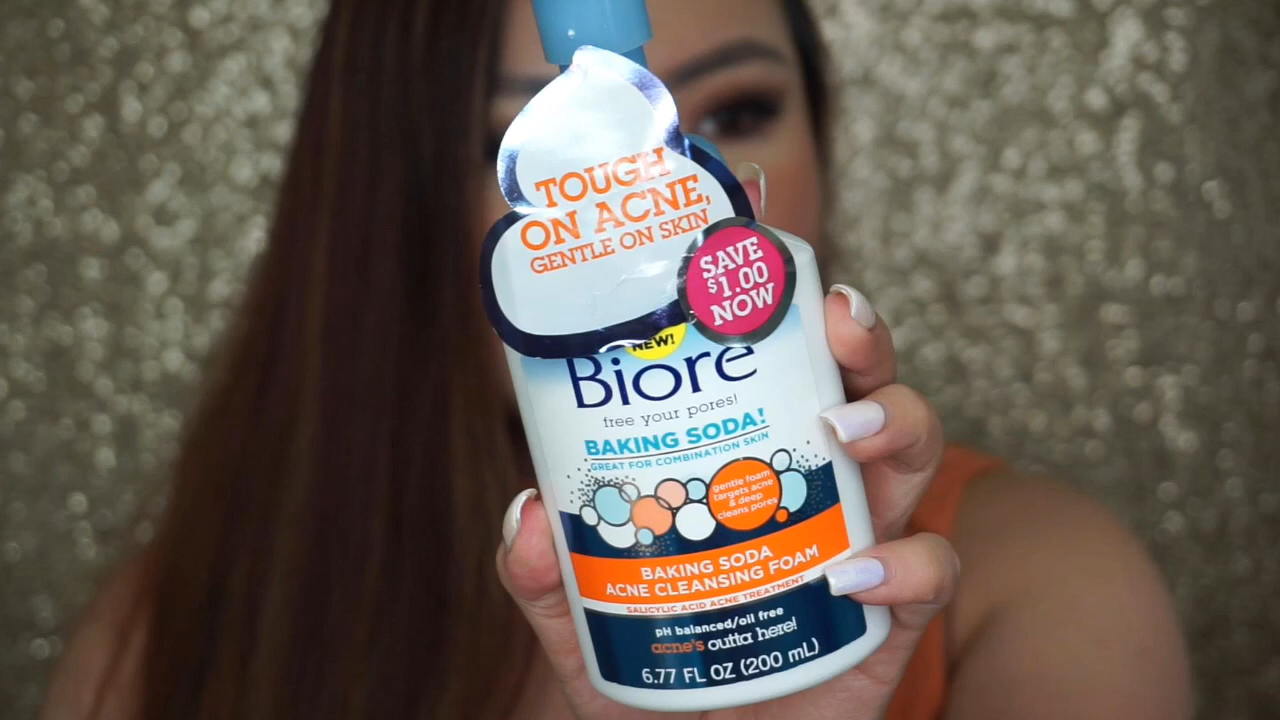 TOUGH
ON ACNE,
GENTLE ON SKIN
SAVE
$1.00
NOW
NEW!
Biore
free your pores!
BAKING SODA!
GREAT FOR COMBINATION SKIN
gentle foam
targets acne
& deep
cleans pores
BAKING SODA
ACNE CLEANSING FOAM
SALICYLIC ACID ACNE TREATMENT
pH balanced/oil free
acne's outta here!
6.77 FL OZ (200 mL)